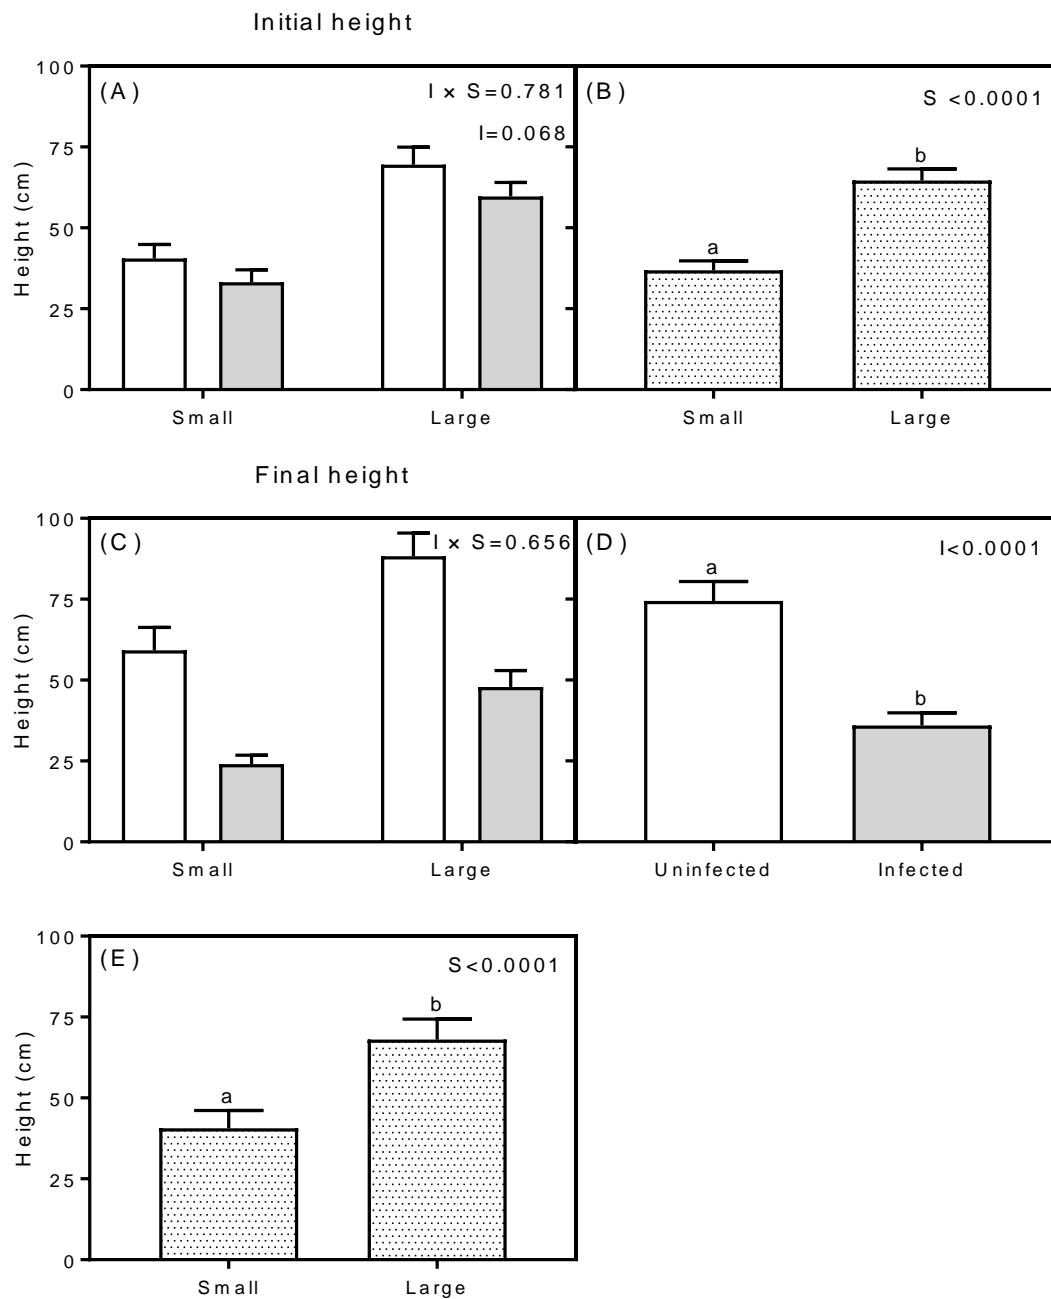 Initial height
100
75
50
25
0
Height (cm)
(A)
I × S=0.781
I=0.068
Small
Large
(B)
S <0.0001
a
b
Small
Large
Final height
100
75
50
25
0
Height (cm)
(C)
I × S=0.656
Small
Large
(D)
I<0.0001
a
b
Uninfected
Infected
100
75
50
25
0
Height (cm)
(E)
S<0.0001
a
b
Small
Large